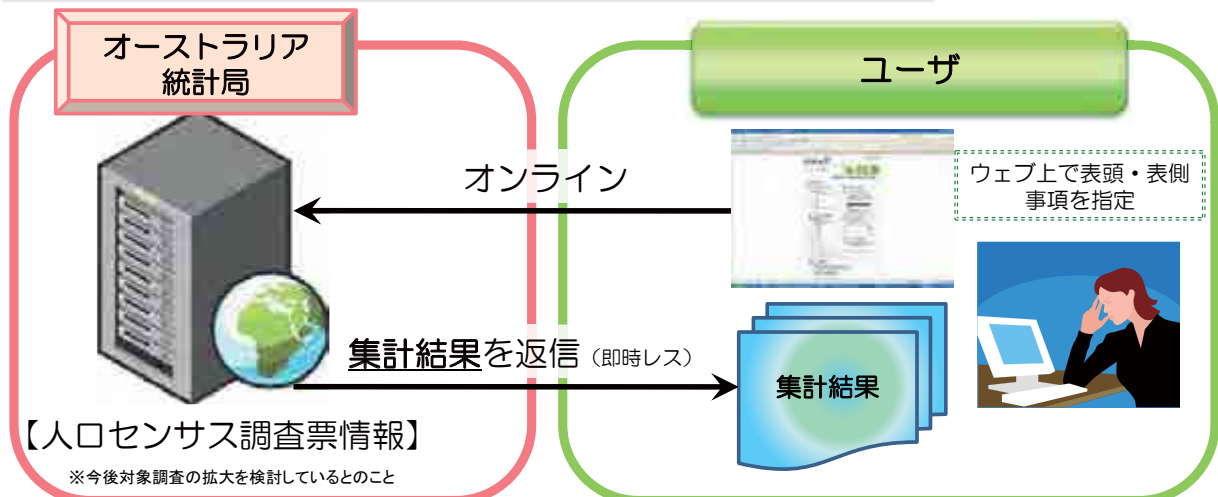 オーストラリア
統計局
ユーザ
オンライン
ウェブ上で表頭・表側
事項を指定
集計結果を返信（即時レス）
集計結果
【人口センサス調査票情報】
※今後対象調査の拡大を検討しているとのこと